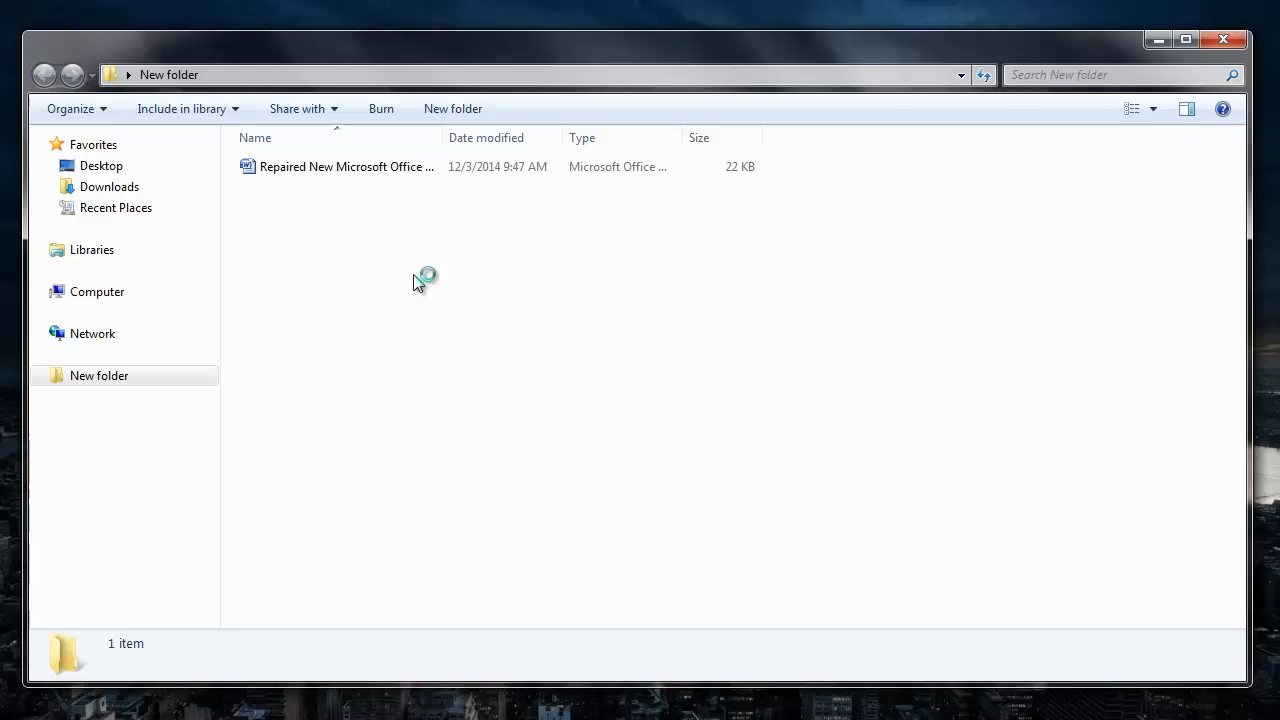 New folder
Search New folder
Organize Include in library Share with Burn New folder
Favorites
Desktop
Downloads
Recent Places
Libraries
Computer
Network
New folder
Name Date modified Type Size
Repaired New Microsoft Office ... 12/3/2014 9:47 AM Microsoft Office ... 22 KB
1 item